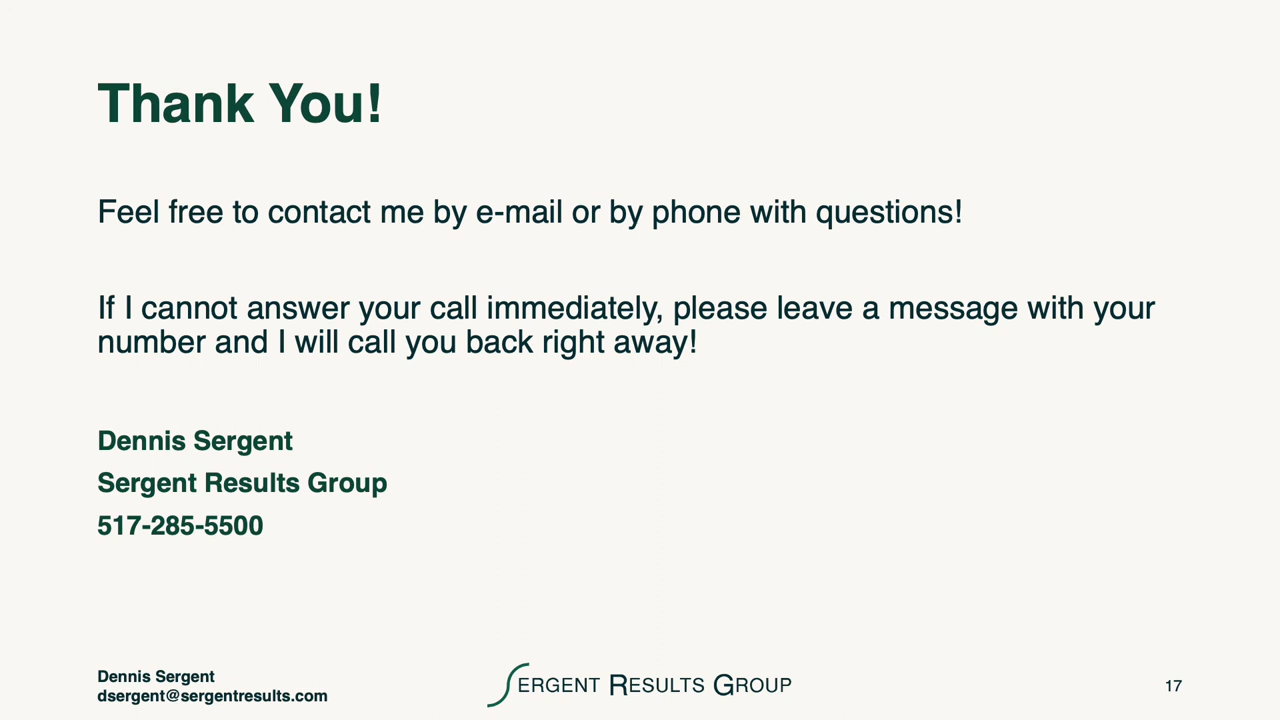 Thank You!
Feel free to contact me by e-mail or by phone with questions!
If I cannot answer your call immediately, please leave a message with your
number and I will call you back right away!
Dennis Sergent
Sergent Results Group
517-285-5500
Dennis Sergent
dsergent@sergentresults.com
SERGENT RESULTS GROUP
17